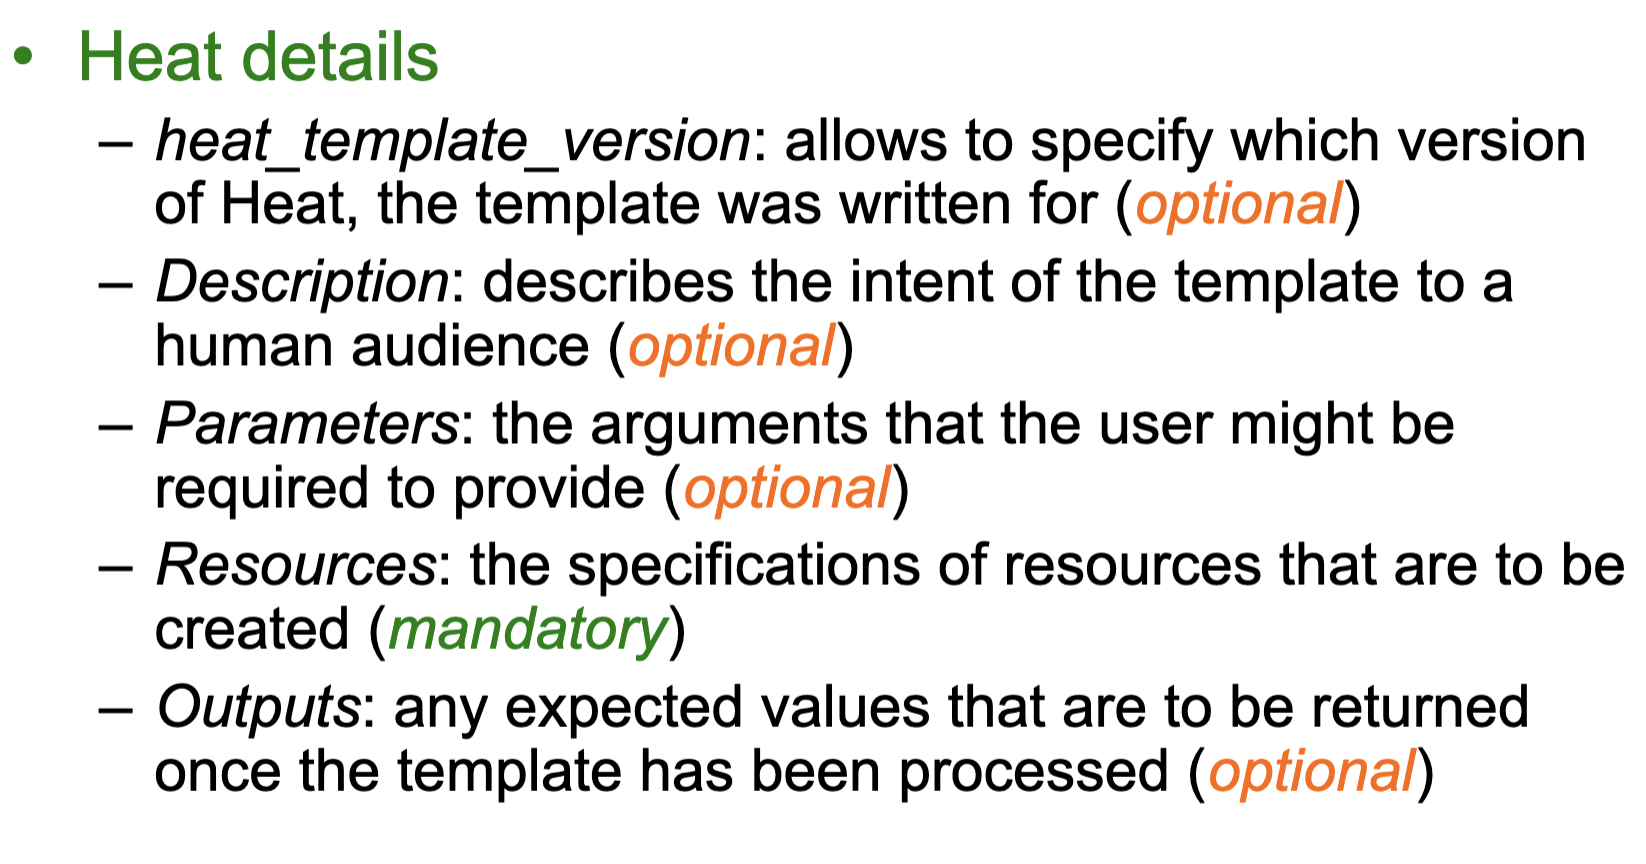 • Heat details
– heat_template_version: allows to specify which version
of Heat, the template was written for (optional)
– Description: describes the intent of the template to a
human audience (optional)
– Parameters: the arguments that the user might be
required to provide (optional)
– Resources: the specifications of resources that are to be
created (mandatory)
– Outputs: any expected values that are to be returned
once the template has been processed (optional)